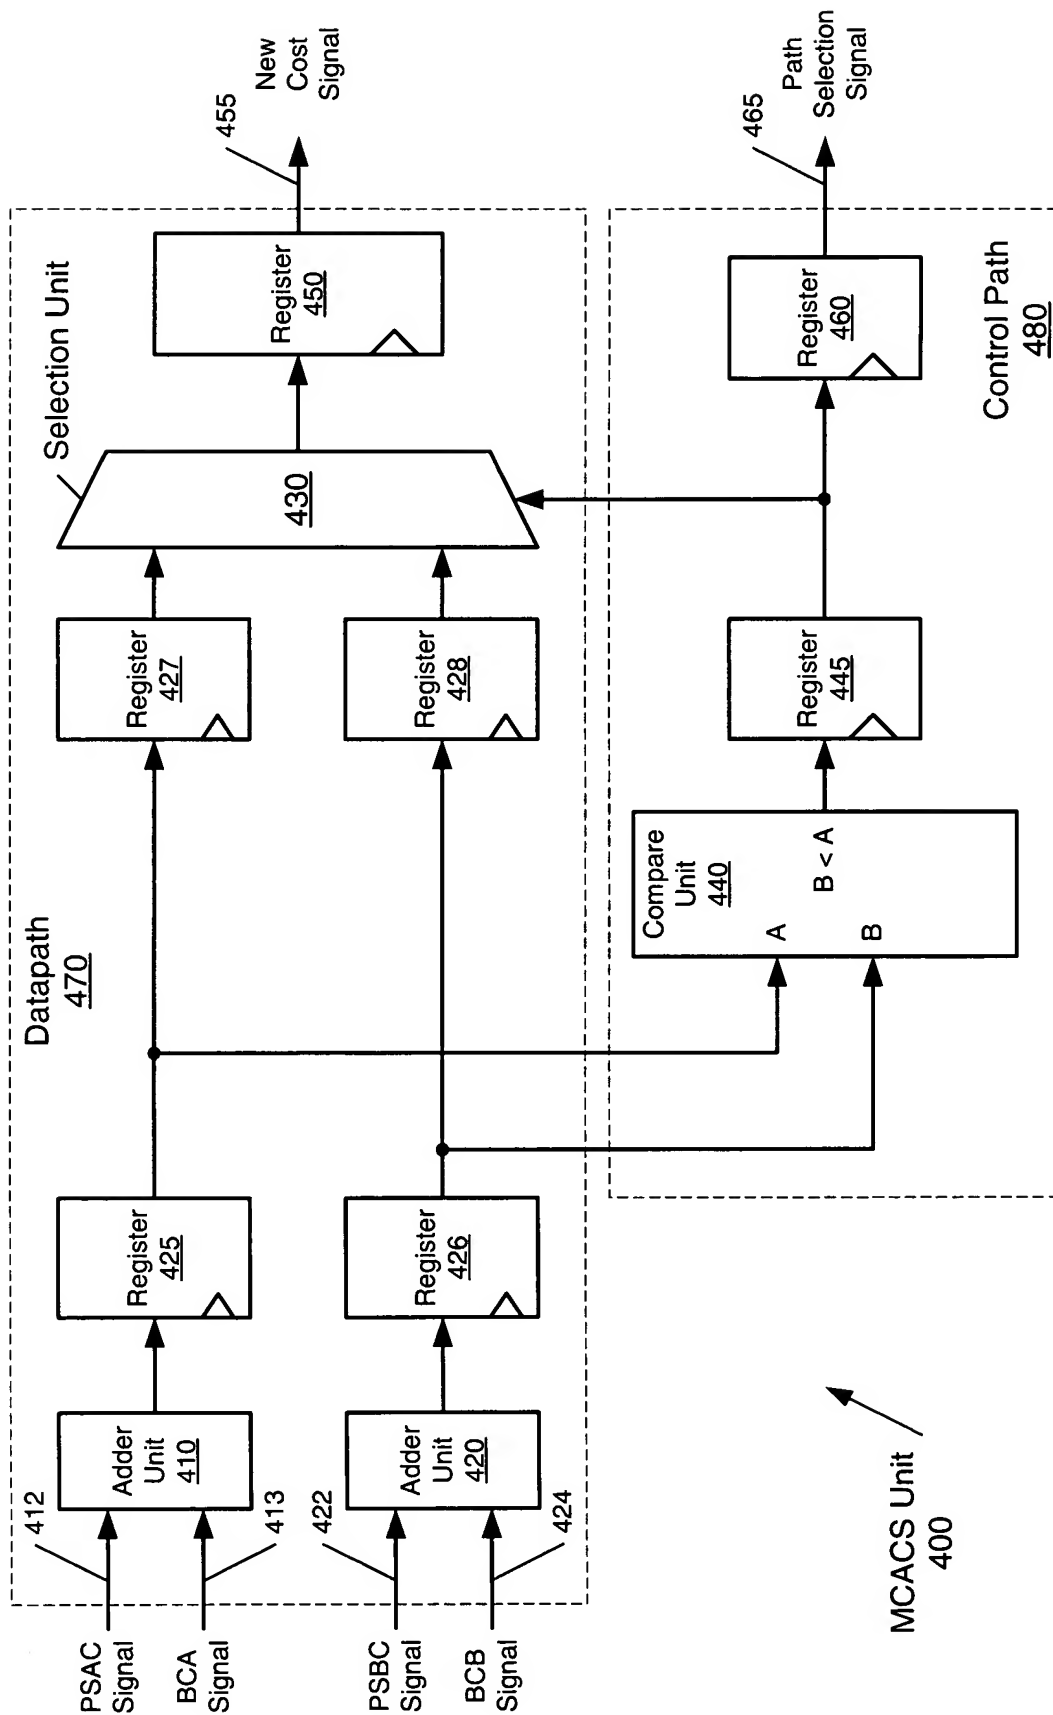 Datapath
470
Selection Unit
PSAC
Signal
412
BCA
Signal
413
Adder
Unit
410
Register
425
Register
427
430
Register
450
455
New
Cost
Signal
PSBC
Signal
422
BCB
Signal
424
Adder
Unit
420
Register
426
Register
428
Compare
Unit
440
A
B
B < A
Register
445
Register
460
465
Path
Selection
Signal
Control Path
480
MCACS Unit
400